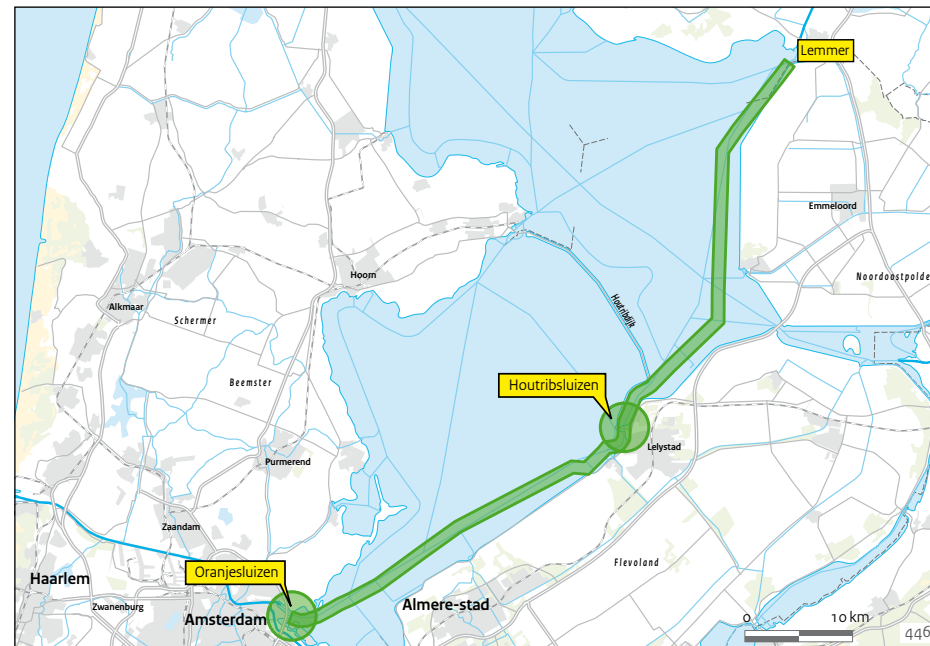 Lemmer
Emmeloord
Noordoostpolde
Hoorn
Houtribdijk
Alkmaar
Schermer
Beemster
Houtribsluizen
Lelystad
Purmerend
Zaandam
Flevoland
Haarlem
Oranjesluizen
Zwanenburg
Almere-stad
Amsterdam
0 10 km
446